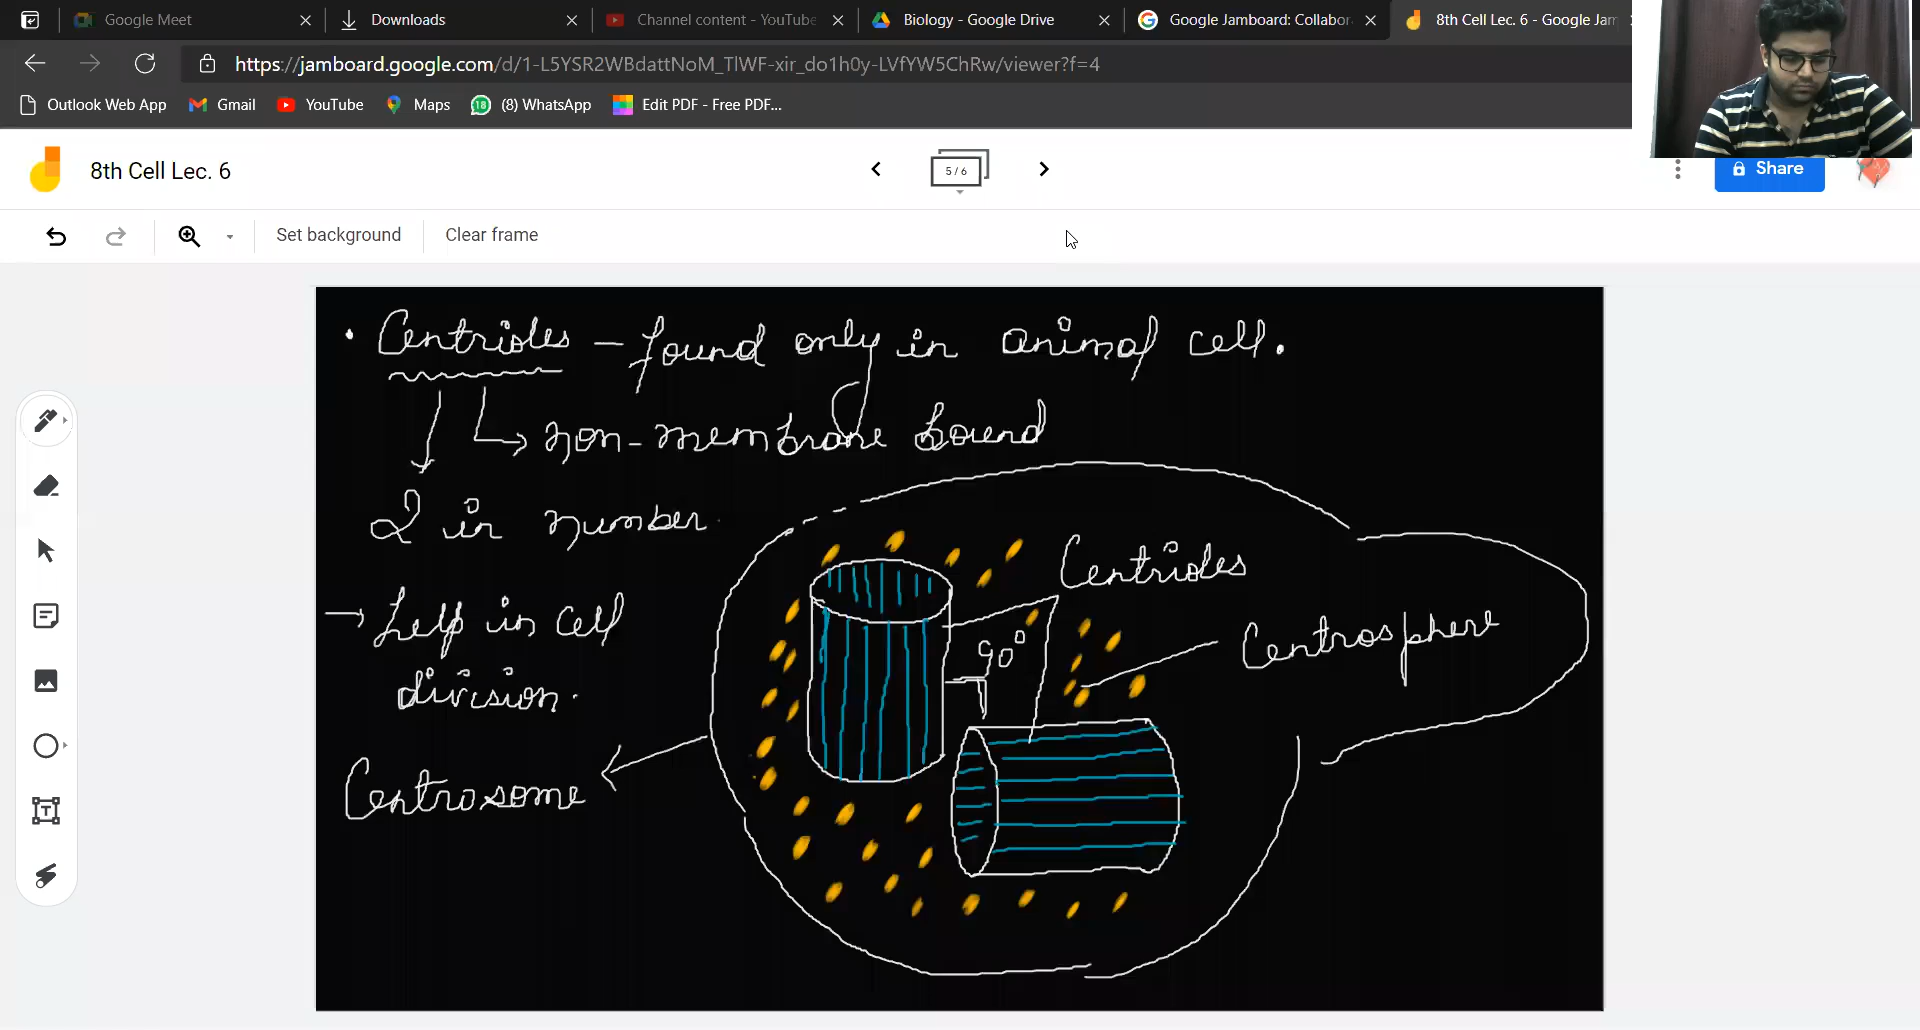 Google Meet
Downloads
Channel content - YouTube
Biology - Google Drive
Google Jamboard: Collabor
8th Cell Lec. 6 - Google Jam
https://jamboard.google.com/d/1-L5YSR2WBdattNoM_TlWF-xir_do1h0y-LVfYW5ChRw/viewer?f=4
Outlook Web App
Gmail
YouTube
Maps
18
(8) WhatsApp
Edit PDF - Free PDF...
8th Cell Lec. 6
5 / 6
Share
Set background
Clear frame
• Centrioles – found only in animal cell.
non-membrane bound
2 in number
Centrioles
→ help in cell
90°
Centrosphere
division.
Centrosome